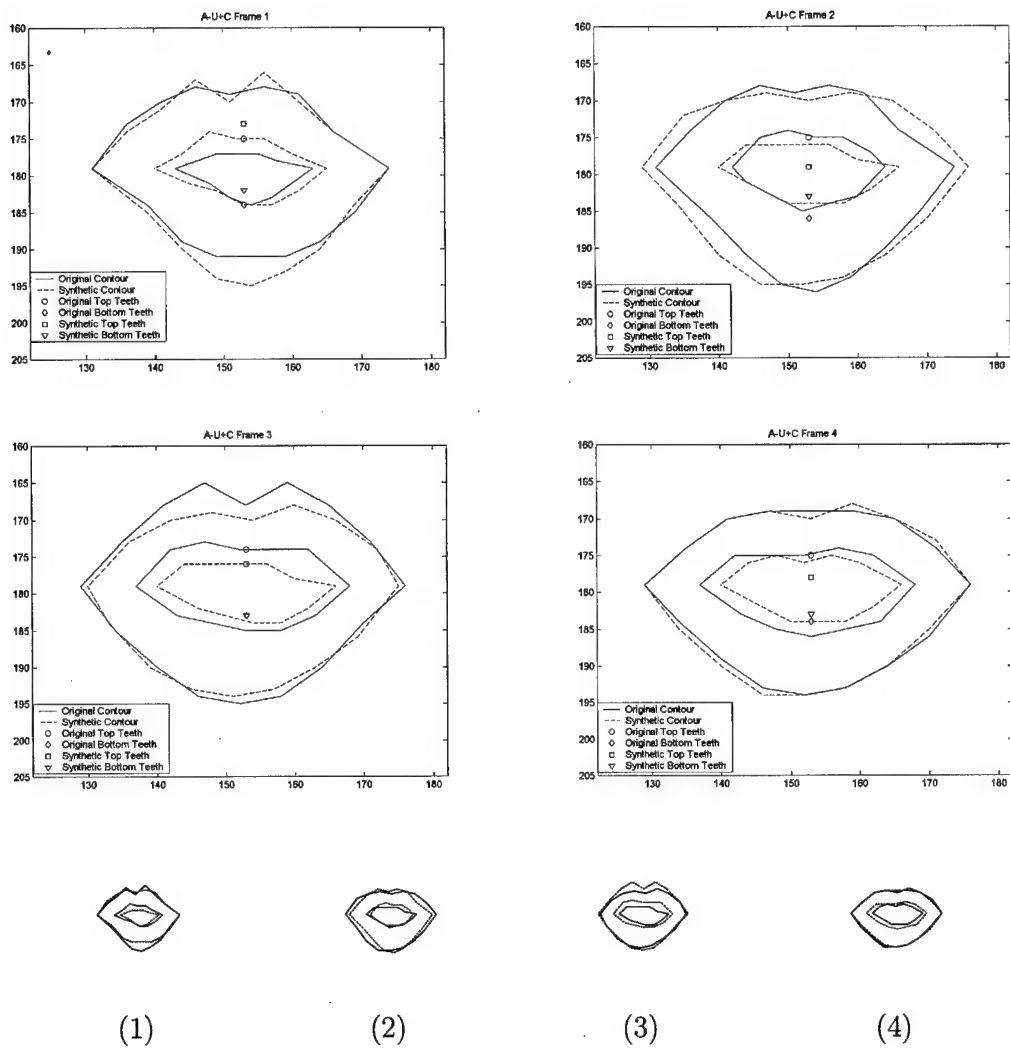 A-U+C Frame 1
160
165
170
175
180
185
190
195
200
205
130 140 150 160 170 180
Original Contour
Synthetic Contour
Original Top Teeth
Original Bottom Teeth
Synthetic Top Teeth
Synthetic Bottom Teeth
A-U+C Frame 2
160
165
170
175
180
185
190
195
200
205
130 140 150 160 170 180
Original Contour
Synthetic Contour
Original Top Teeth
Original Bottom Teeth
Synthetic Top Teeth
Synthetic Bottom Teeth
A-U+C Frame 3
160
165
170
175
180
185
190
195
200
205
130 140 150 160 170 180
Original Contour
Synthetic Contour
Original Top Teeth
Original Bottom Teeth
Synthetic Top Teeth
Synthetic Bottom Teeth
A-U+C Frame 4
160
165
170
175
180
185
190
195
200
205
130 140 150 160 170 180
Original Contour
Synthetic Contour
Original Top Teeth
Original Bottom Teeth
Synthetic Top Teeth
Synthetic Bottom Teeth
(1) (2) (3) (4)